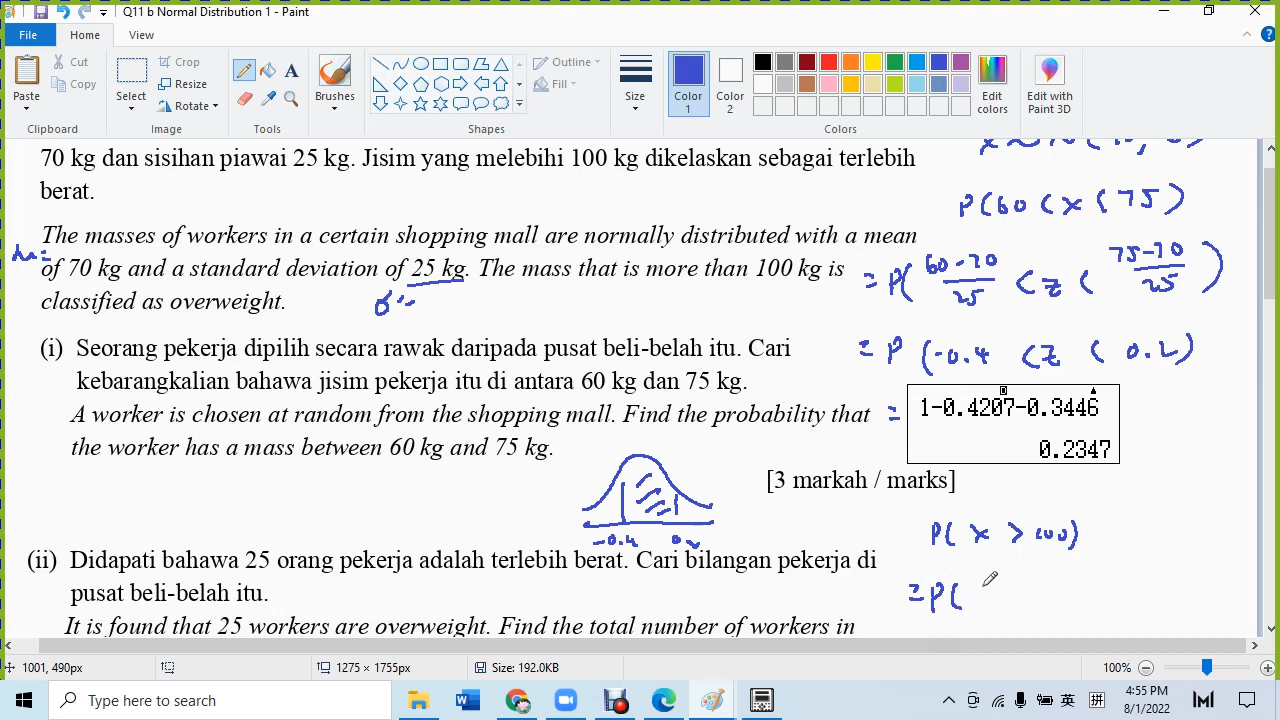 Q11 b Normal Distribution 1 - Paint
File Home View
Paste Cut Copy Clipboard
Select Crop Resize Rotate Image
Tools
Brushes
Outline Fill Shapes
Size
Color 1 Color 2 Colors
Edit colors
Edit with Paint 3D
70 kg dan sisihan piawai 25 kg. Jisim yang melebihi 100 kg dikelaskan sebagai terlebih
berat.
P(60 < x < 75)
The masses of workers in a certain shopping mall are normally distributed with a mean
μ=
of 70 kg and a standard deviation of 25 kg. The mass that is more than 100 kg is
= P( 60-70/25 < z < 75-70/25 )
classified as overweight.
σ=
(i) Seorang pekerja dipilih secara rawak daripada pusat beli-belah itu. Cari
= P (-0.4 < z < 0.2)
kebarangkalian bahawa jisim pekerja itu di antara 60 kg dan 75 kg.
A worker is chosen at random from the shopping mall. Find the probability that
= 1-0.4207-0.3446
the worker has a mass between 60 kg and 75 kg.
0.2347
[3 markah / marks]
-0.4 0.2
P( x > 100)
(ii) Didapati bahawa 25 orang pekerja adalah terlebih berat. Cari bilangan pekerja di
pusat beli-belah itu.
= P(
It is found that 25 workers are overweight. Find the total number of workers in
1001, 490px
1275 × 1755px
Size: 192.0KB
100%
Type here to search
英 拼
4:55 PM
8/1/2022